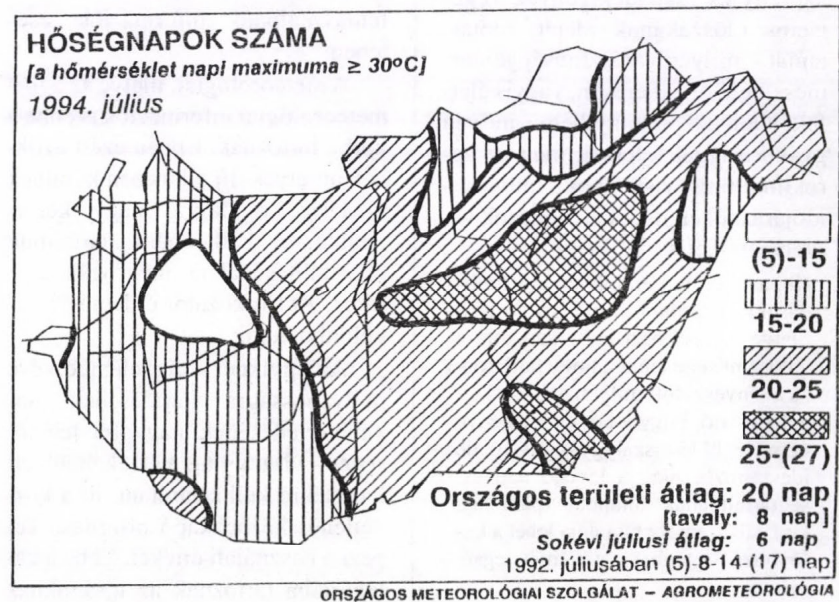 HŐSÉGNAPOK SZÁMA
[a hőmérséklet napi maximuma ≥ 30°C]
1994. július
(5)-15
15-20
20-25
25-(27)
Országos területi átlag: 20 nap
[tavaly: 8 nap]
Sokévi júliusi átlag: 6 nap
1992. júliusában (5)-8-14-(17) nap
ORSZÁGOS METEOROLÓGIAI SZOLGÁLAT – AGROMETEOROLÓGIA